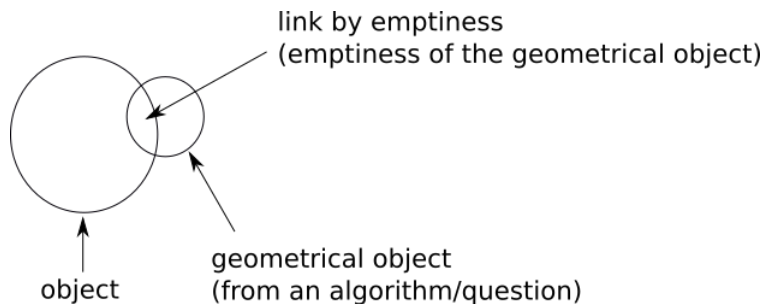 link by emptiness
(emptiness of the geometrical object)
geometrical object
(from an algorithm/question)
object